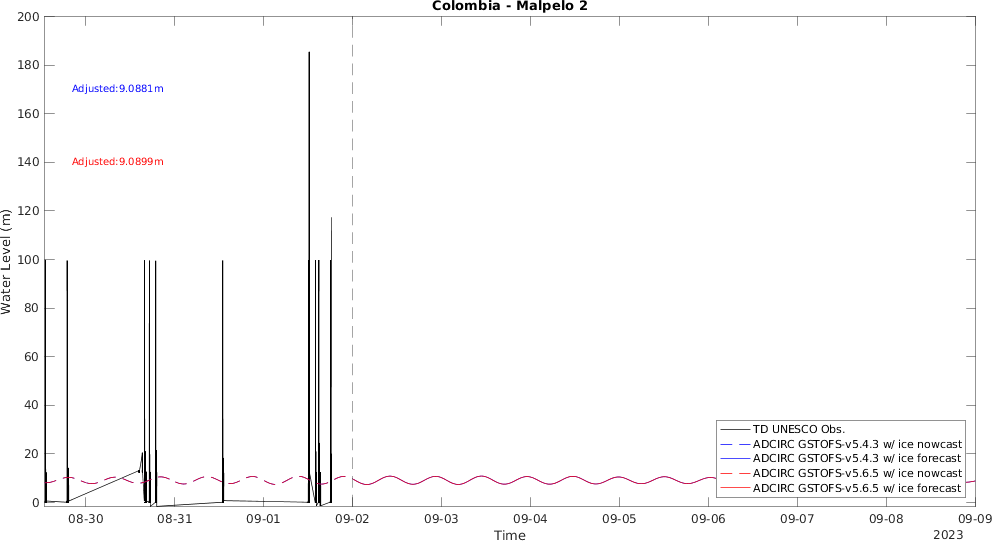 Colombia - Malpelo 2
200
180
160
140
120
100
80
60
40
20
0
Water Level (m)
Adjusted:9.0881m
Adjusted:9.0899m
TD UNESCO Obs.
ADCIRC GSTOFS-v5.4.3 w/ ice nowcast
ADCIRC GSTOFS-v5.4.3 w/ ice forecast
ADCIRC GSTOFS-v5.6.5 w/ ice nowcast
ADCIRC GSTOFS-v5.6.5 w/ ice forecast
08-30 08-31 09-01 09-02 09-03 09-04 09-05 09-06 09-07 09-08 09-09
Time
2023